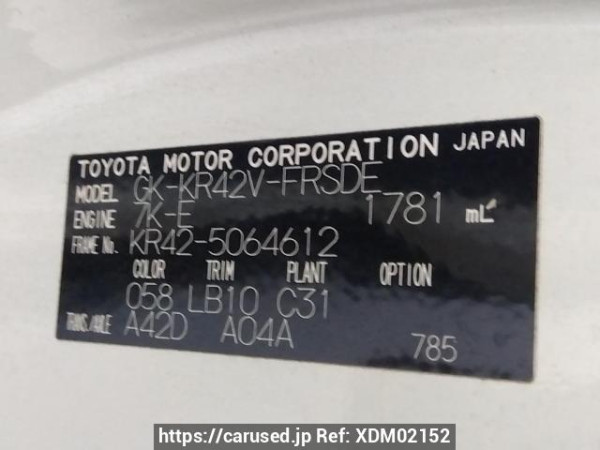 TOYOTA MOTOR CORPORATION JAPAN
MODEL GK-KR42V-FRSDE
ENGINE 7K-E 1781 mL
FRAME No. KR42-5064612
COLOR TRIM PLANT OPTION
058 LB10 C31
TRANS/AXLE A42D A04A 785
https://carused.jp Ref: XDM02152